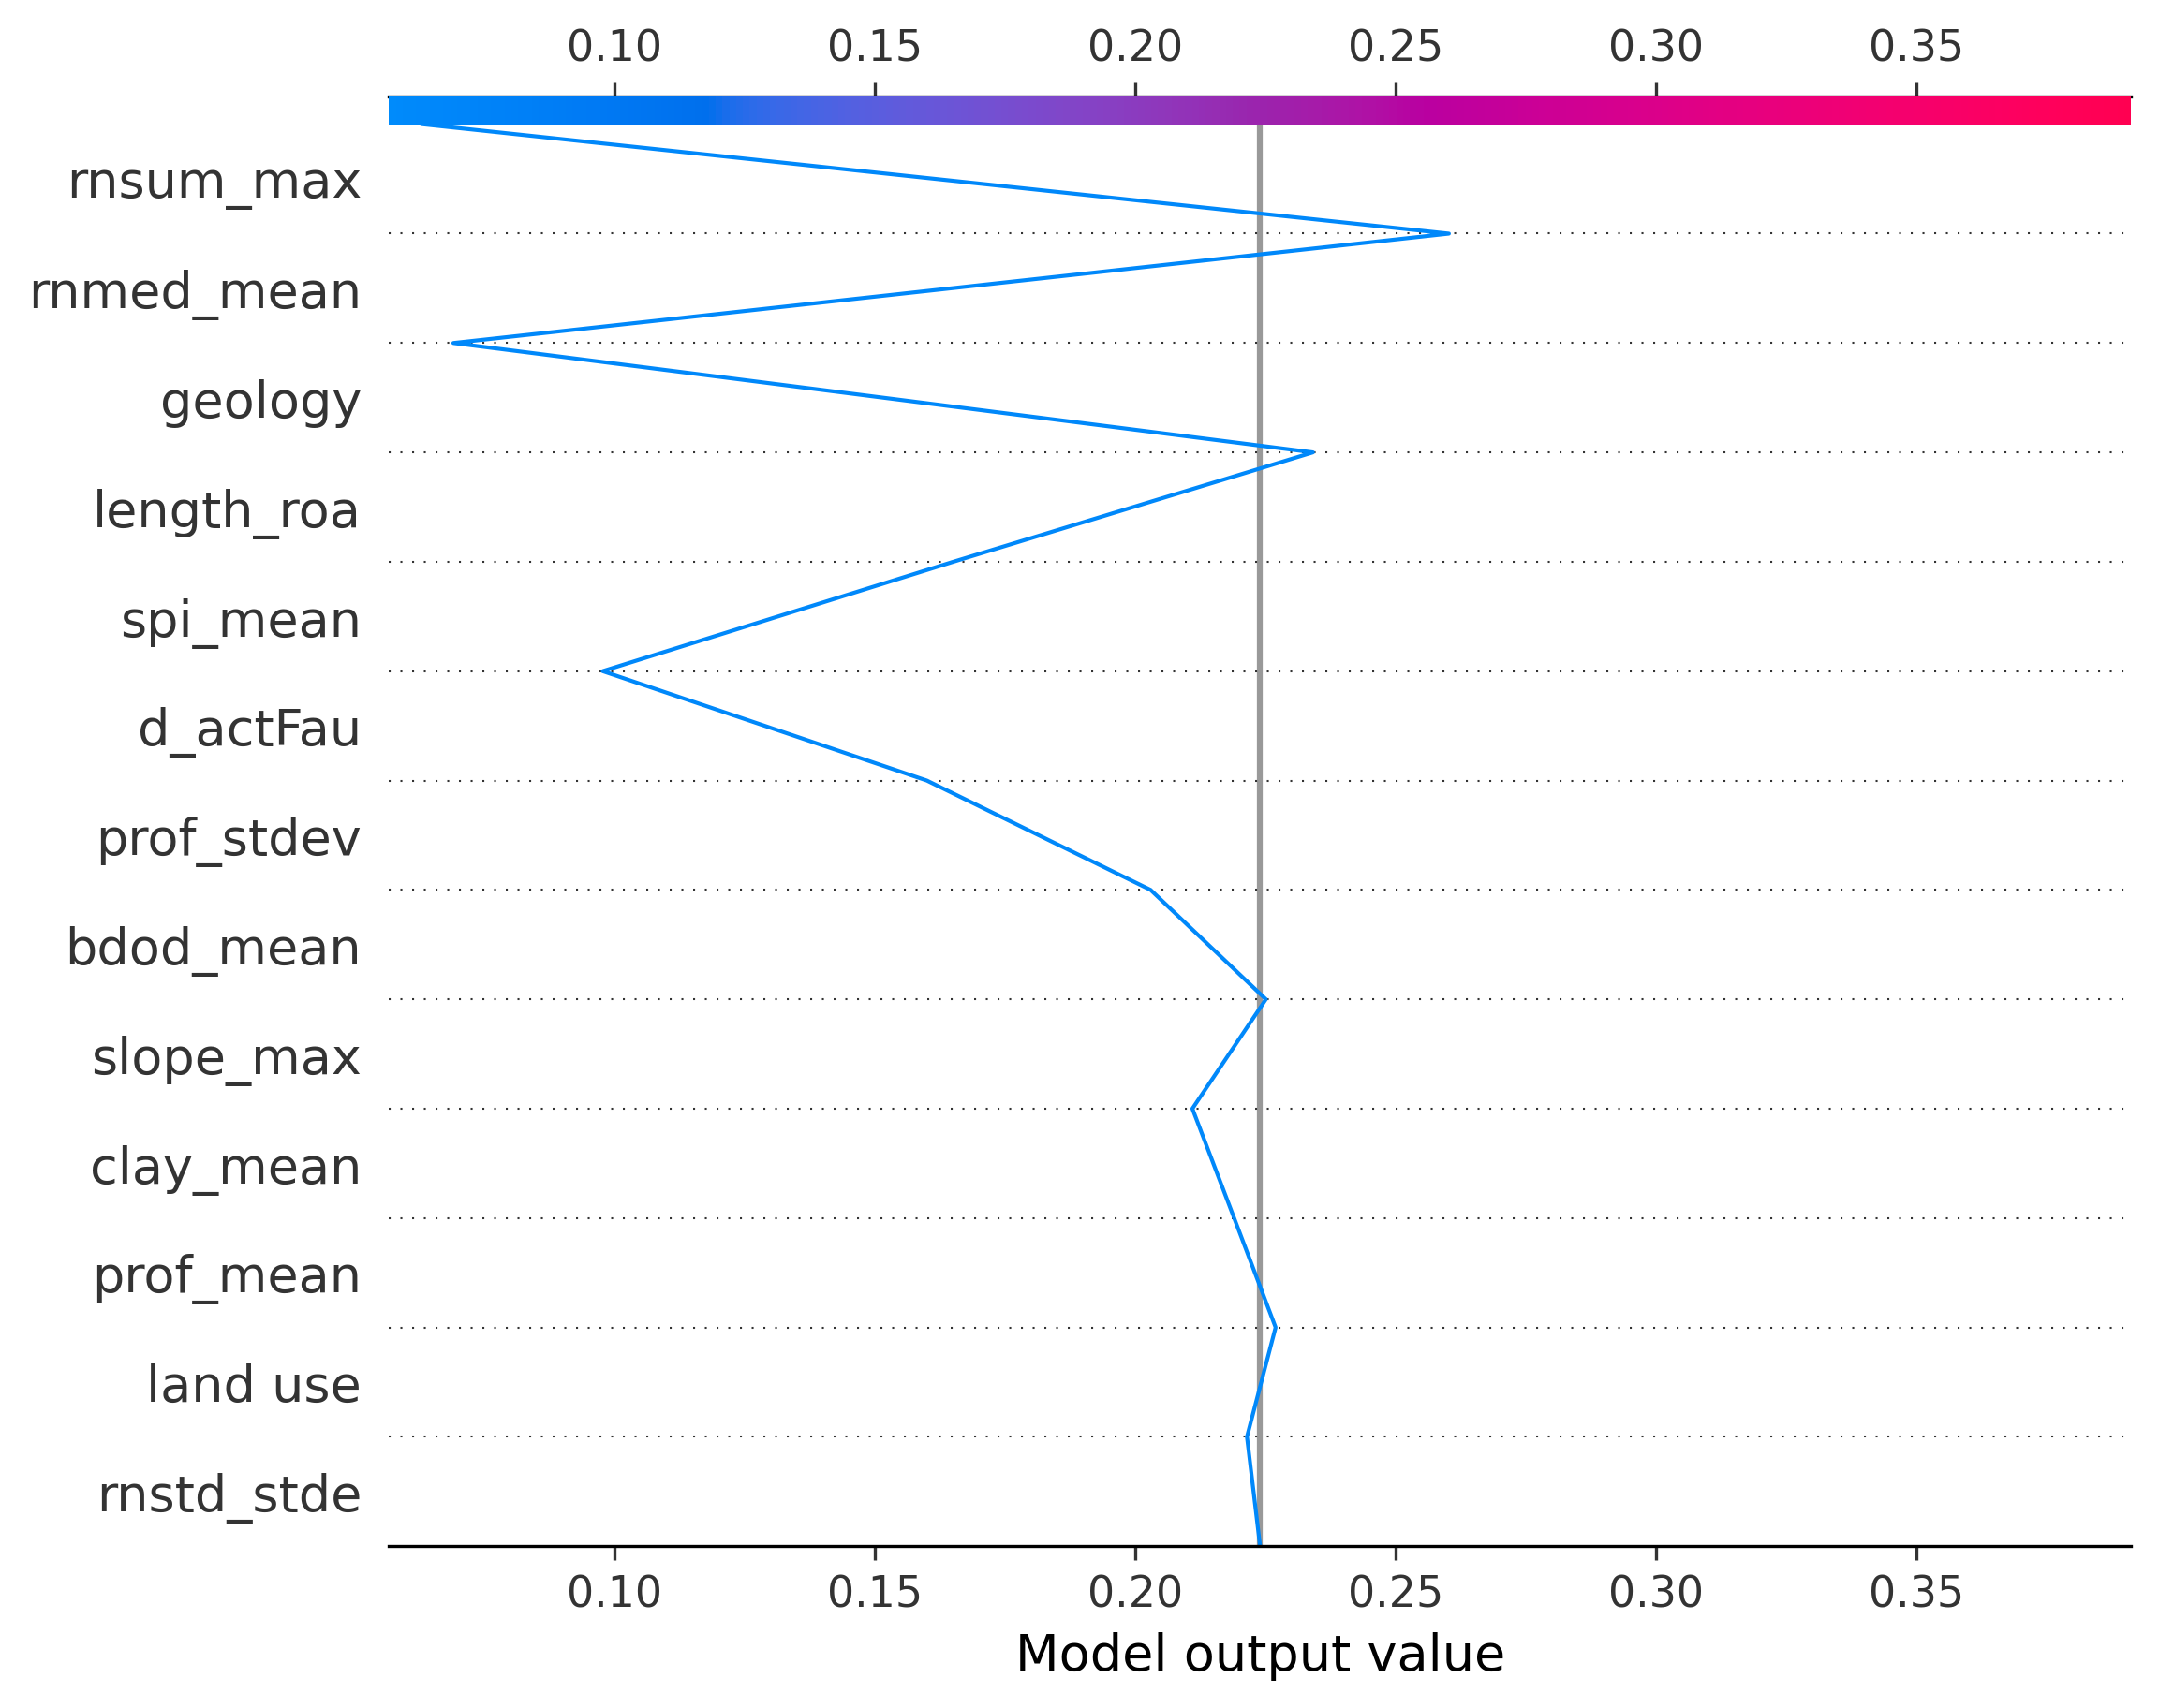 0.10 0.15 0.20 0.25 0.30 0.35
rnsum_max
rnmed_mean
geology
length_roa
spi_mean
d_actFau
prof_stdev
bdod_mean
slope_max
clay_mean
prof_mean
land use
rnstd_stde
0.10 0.15 0.20 0.25 0.30 0.35
Model output value